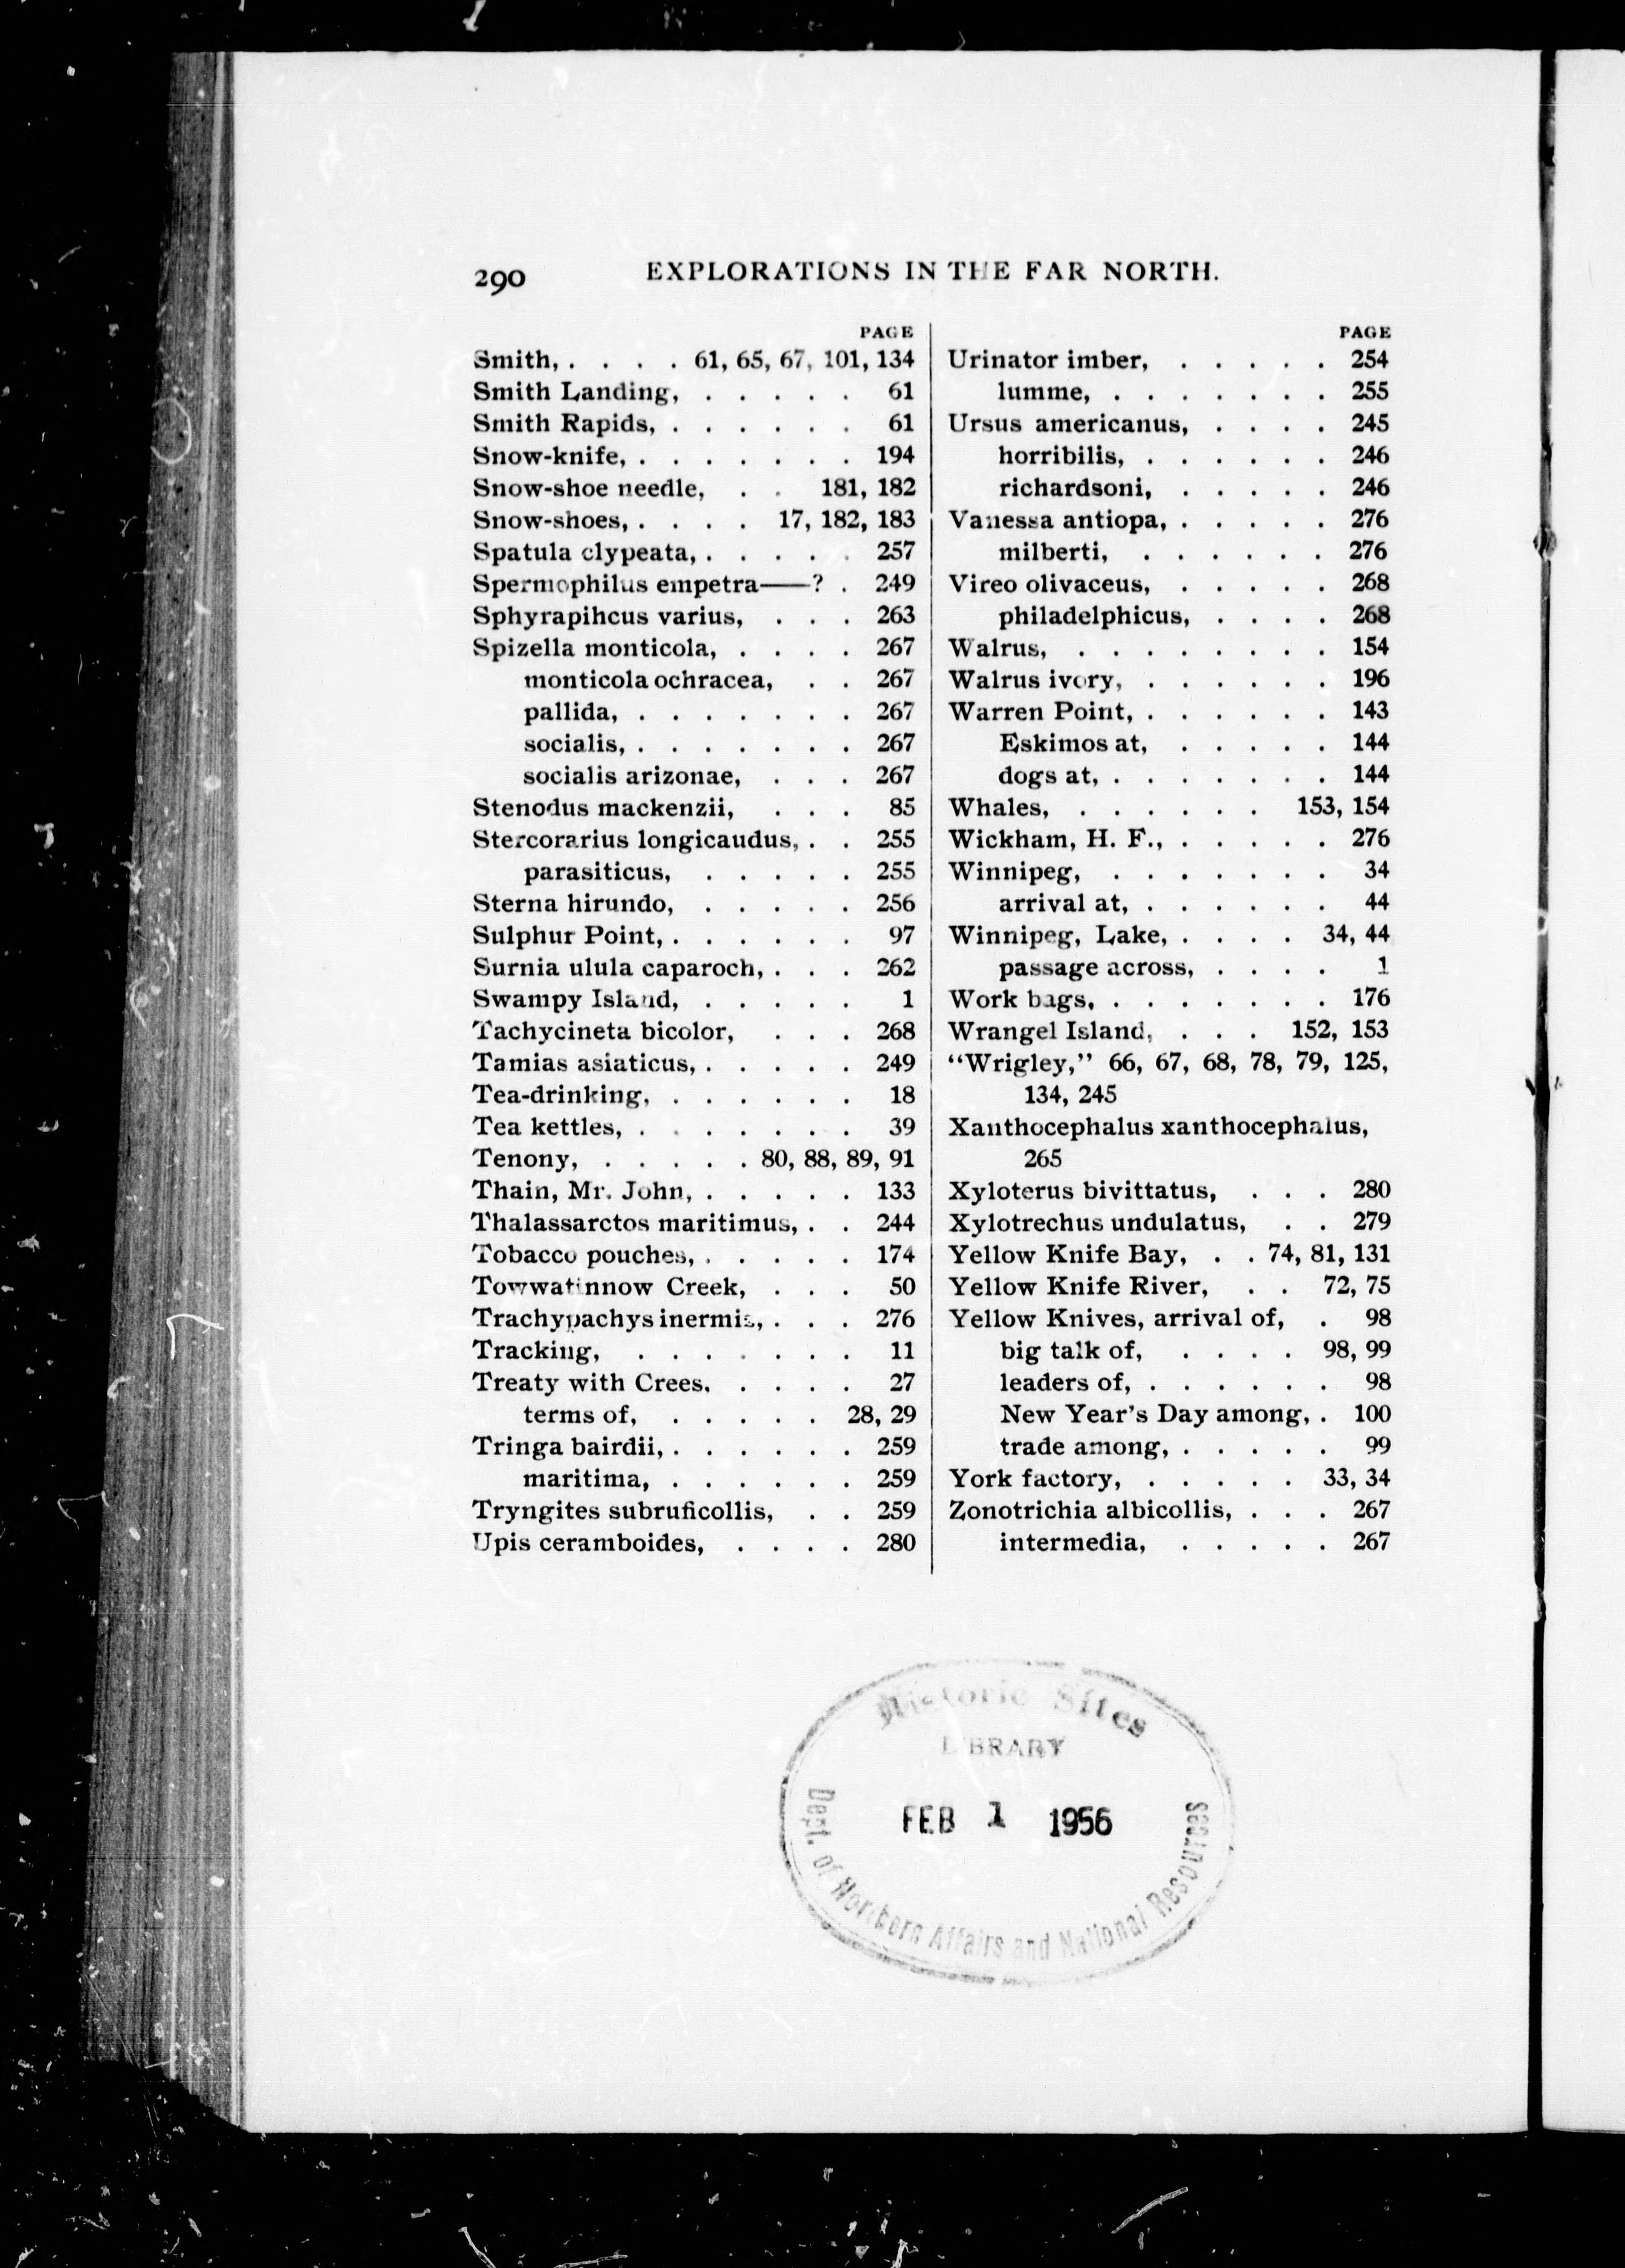 290 EXPLORATIONS IN THE FAR NORTH.
PAGE
Smith, . . . . 61, 65, 67, 101, 134
Smith Landing, . . . . . 61
Smith Rapids, . . . . . . 61
Snow-knife, . . . . . . . 194
Snow-shoe needle, . . 181, 182
Snow-shoes, . . . . 17, 182, 183
Spatula clypeata, . . . . . 257
Spermophilus empetra——? . 249
Sphyrapihcus varius, . . . 263
Spizella monticola, . . . . 267
monticola ochracea, . . 267
pallida, . . . . . . . 267
socialis, . . . . . . . 267
socialis arizonae, . . . 267
Stenodus mackenzii, . . . 85
Stercorarius longicaudus, . . 255
parasiticus, . . . . . 255
Sterna hirundo, . . . . . 256
Sulphur Point, . . . . . . 97
Surnia ulula caparoch, . . . 262
Swampy Island, . . . . . 1
Tachycineta bicolor, . . . 268
Tamias asiaticus, . . . . . 249
Tea-drinking, . . . . . . 18
Tea kettles, . . . . . . . 39
Tenony, . . . . . 80, 88, 89, 91
Thain, Mr. John, . . . . . 133
Thalassarctos maritimus, . . 244
Tobacco pouches, . . . . . 174
Towwatinnow Creek, . . . 50
Trachypachys inermis, . . . 276
Tracking, . . . . . . . 11
Treaty with Crees, . . . . 27
terms of, . . . . . 28, 29
Tringa bairdii, . . . . . . 259
maritima, . . . . . . 259
Tryngites subruficollis, . . 259
Upis ceramboides, . . . . 280
PAGE
Urinator imber, . . . . . 254
lumme, . . . . . . . 255
Ursus americanus, . . . . 245
horribilis, . . . . . . 246
richardsoni, . . . . . 246
Vanessa antiopa, . . . . . 276
milberti, . . . . . . 276
Vireo olivaceus, . . . . . 268
philadelphicus, . . . . 268
Walrus, . . . . . . . . 154
Walrus ivory, . . . . . . 196
Warren Point, . . . . . . 143
Eskimos at, . . . . . 144
dogs at, . . . . . . . 144
Whales, . . . . . . 153, 154
Wickham, H. F., . . . . . 276
Winnipeg, . . . . . . . 34
arrival at, . . . . . . 44
Winnipeg, Lake, . . . . 34, 44
passage across, . . . . 1
Work bags, . . . . . . . 176
Wrangel Island, . . . 152, 153
“Wrigley,” 66, 67, 68, 78, 79, 125,
134, 245
Xanthocephalus xanthocephalus,
265
Xyloterus bivittatus, . . . 280
Xylotrechus undulatus, . . 279
Yellow Knife Bay, . . 74, 81, 131
Yellow Knife River, . . 72, 75
Yellow Knives, arrival of, . 98
big talk of, . . . . 98, 99
leaders of, . . . . . . 98
New Year’s Day among, . 100
trade among, . . . . . 99
York factory, . . . . . 33, 34
Zonotrichia albicollis, . . . 267
intermedia, . . . . . 267
Historic Sites
LIBRARY
FEB 1 1956
Dept. of Northern Affairs and National Resources